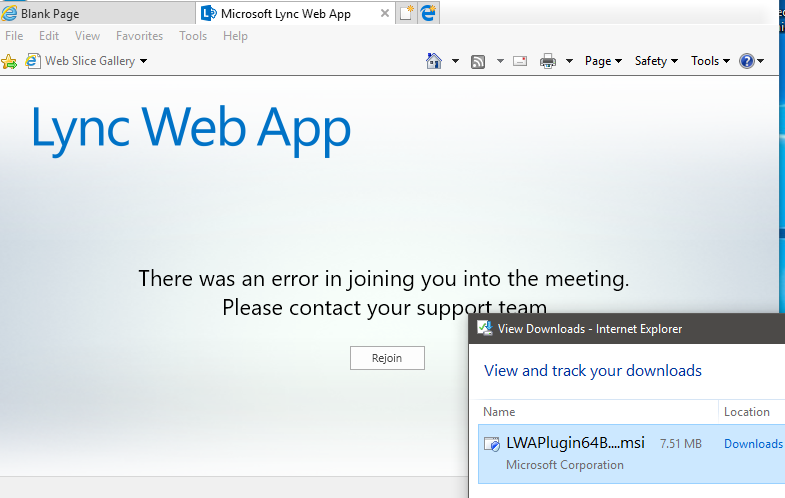 Blank Page
Microsoft Lync Web App
File Edit View Favorites Tools Help
Web Slice Gallery
Page Safety Tools
Lync Web App
There was an error in joining you into the meeting.
Please contact your support team
Rejoin
View Downloads - Internet Explorer
View and track your downloads
Name Location
LWAPlugin64B....msi 7.51 MB Downloads
Microsoft Corporation